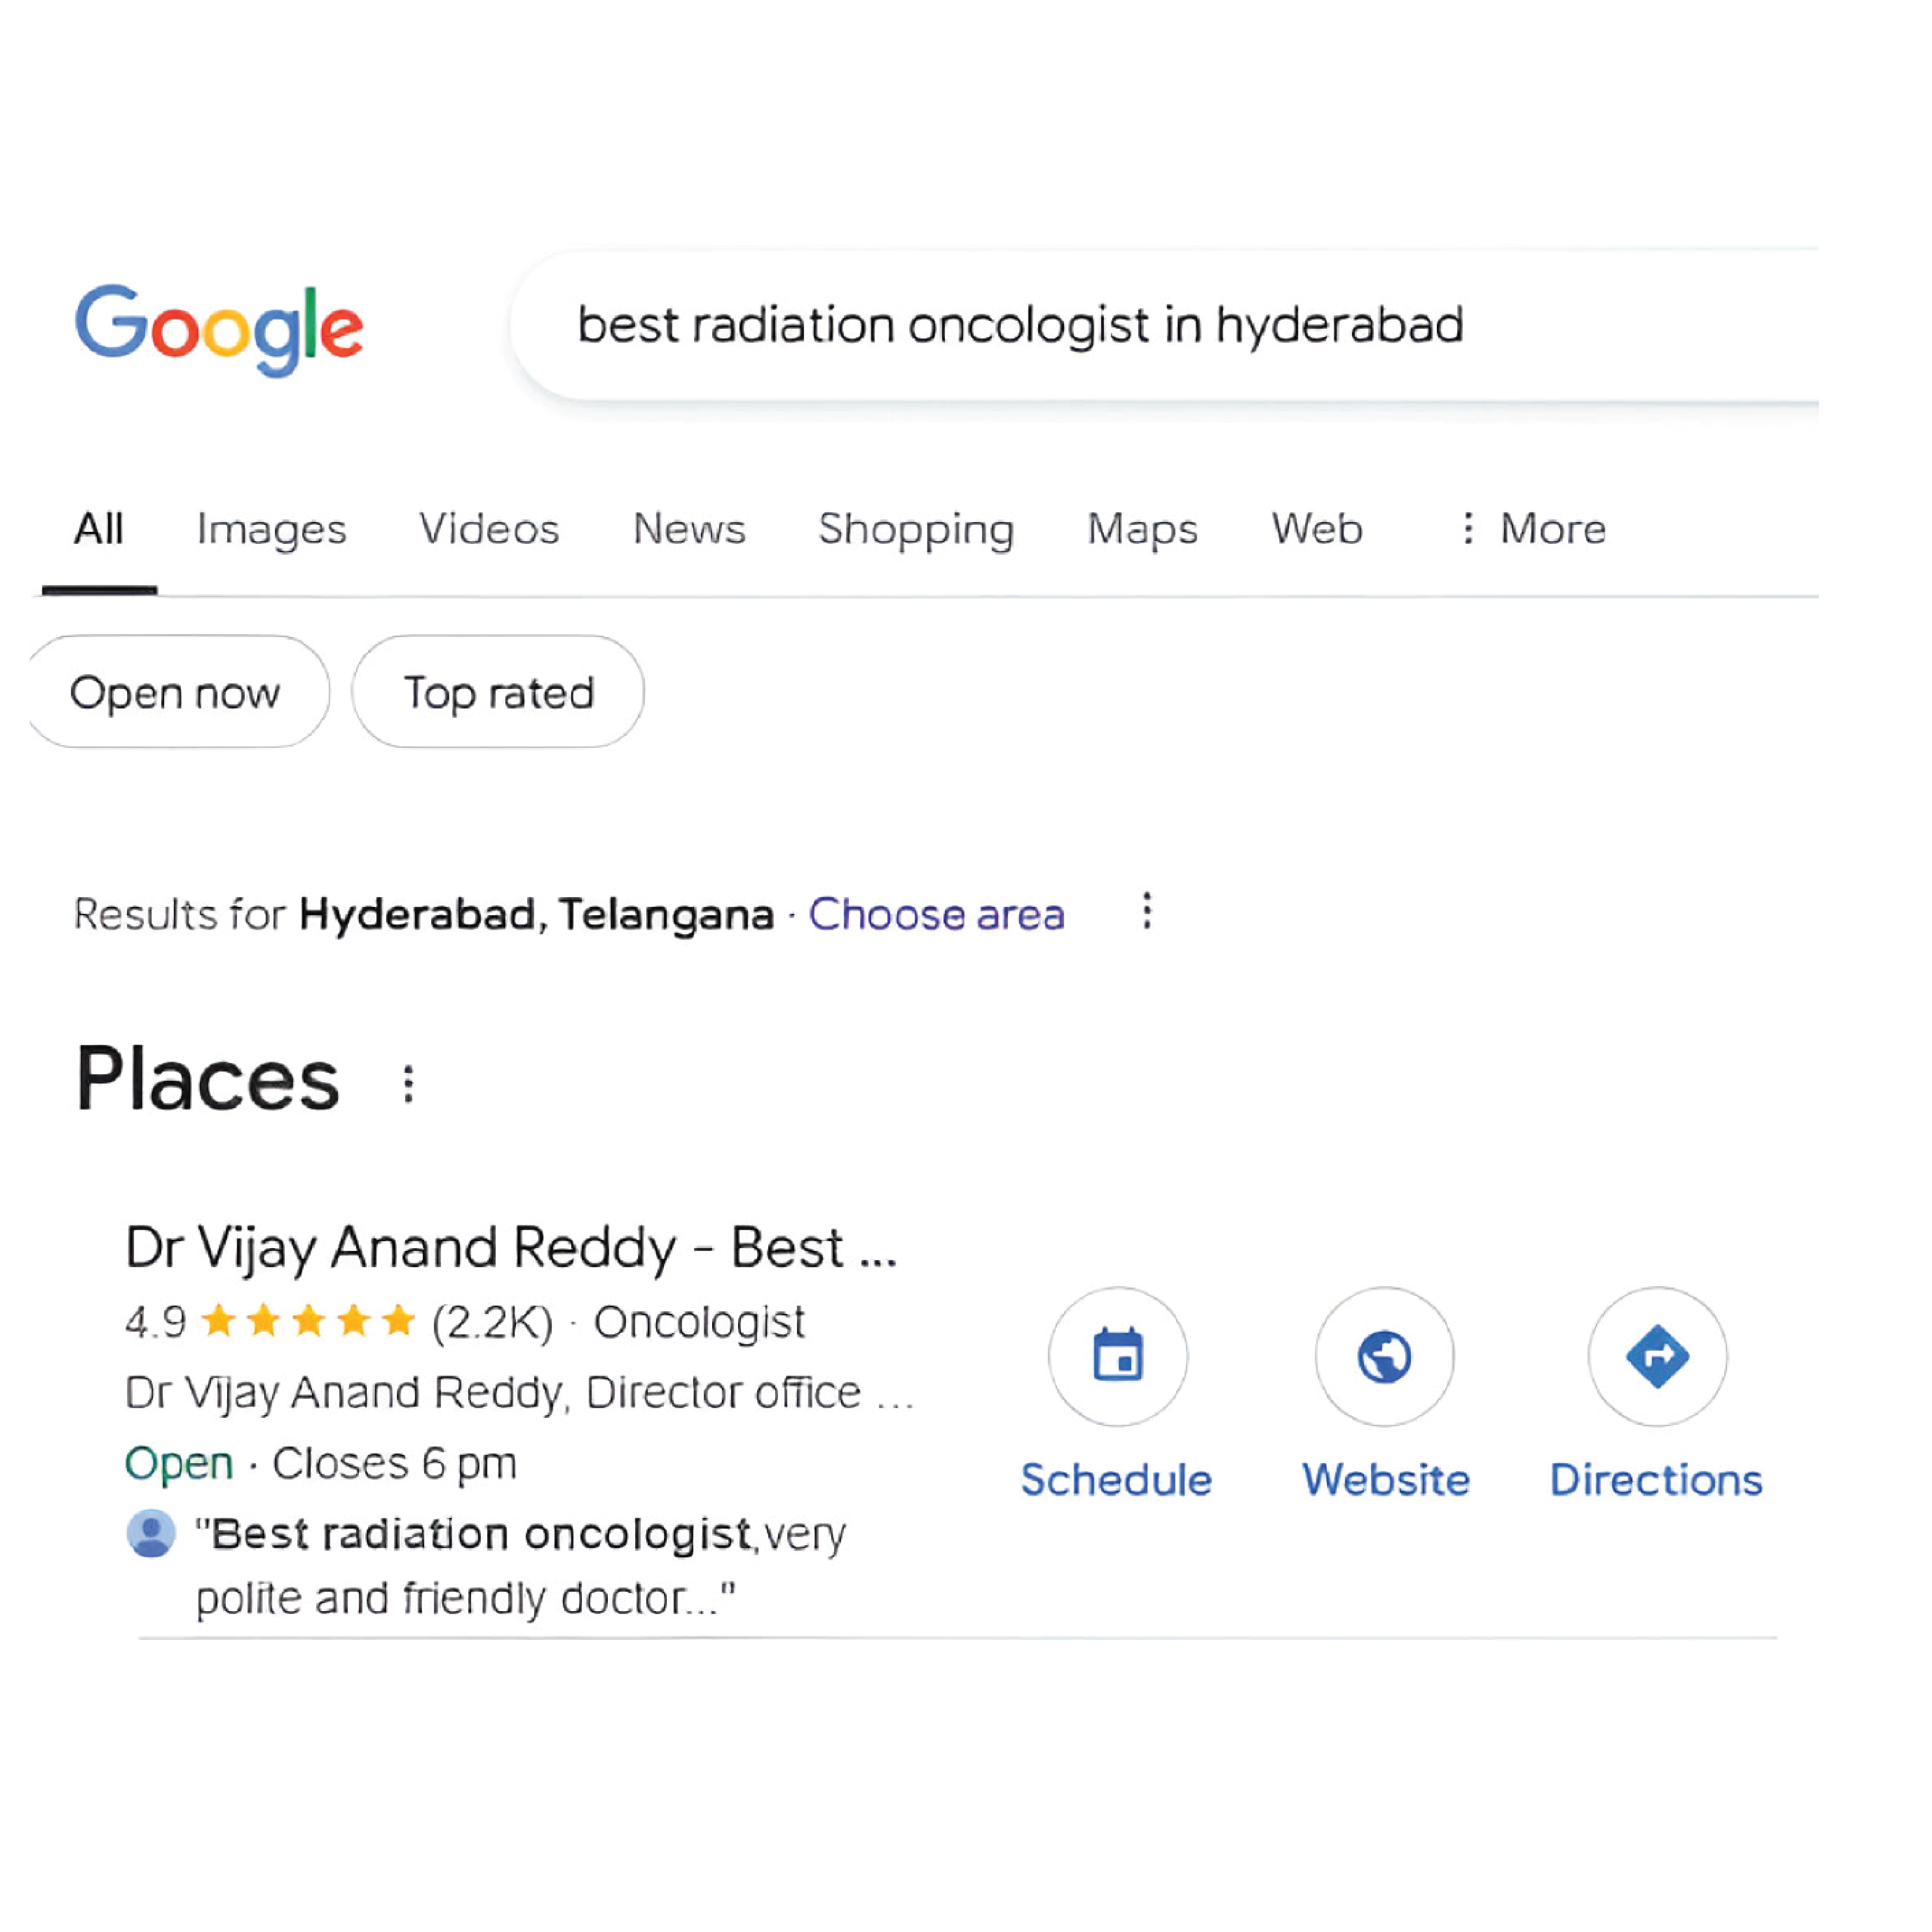 Google
best radiation oncologist in hyderabad
All Images Videos News Shopping Maps Web More
Open now Top rated
Results for Hyderabad, Telangana · Choose area
Places
Dr Vijay Anand Reddy - Best ...
4.9 (2.2K) · Oncologist
Dr Vijay Anand Reddy, Director office ...
Open · Closes 6 pm
"Best radiation oncologist,very
polite and friendly doctor..."
Schedule Website Directions